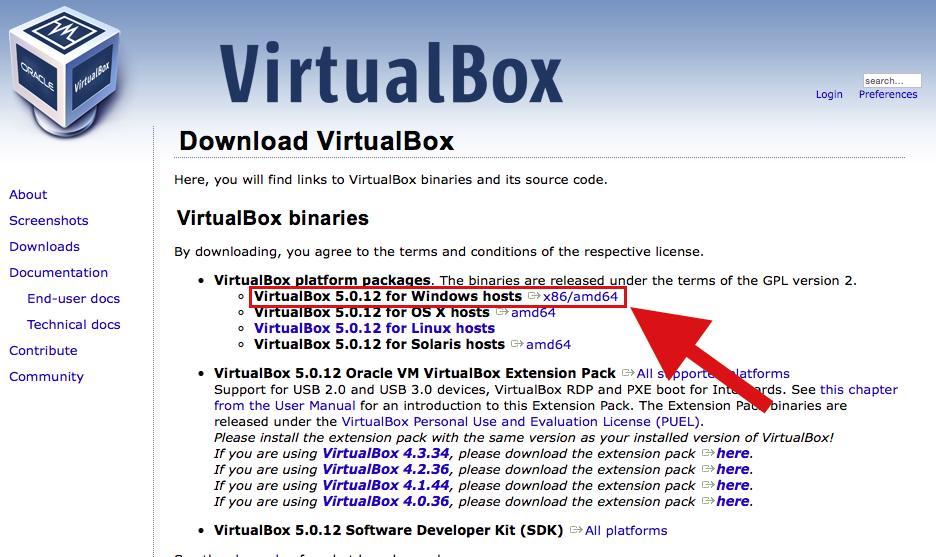 ORACLE
VirtualBox
VirtualBox
search...
Login Preferences
Download VirtualBox
Here, you will find links to VirtualBox binaries and its source code.
About
Screenshots
Downloads
Documentation
End-user docs
Technical docs
Contribute
Community
VirtualBox binaries
By downloading, you agree to the terms and conditions of the respective license.
• VirtualBox platform packages. The binaries are released under the terms of the GPL version 2.
VirtualBox 5.0.12 for Windows hosts x86/amd64
VirtualBox 5.0.12 for OS X hosts amd64
VirtualBox 5.0.12 for Linux hosts
VirtualBox 5.0.12 for Solaris hosts amd64
• VirtualBox 5.0.12 Oracle VM VirtualBox Extension Pack All supported platforms
Support for USB 2.0 and USB 3.0 devices, VirtualBox RDP and PXE boot for Intel cards. See this chapter
from the User Manual for an introduction to this Extension Pack. The Extension Pack binaries are
released under the VirtualBox Personal Use and Evaluation License (PUEL).
Please install the extension pack with the same version as your installed version of VirtualBox!
If you are using VirtualBox 4.3.34, please download the extension pack here.
If you are using VirtualBox 4.2.36, please download the extension pack here.
If you are using VirtualBox 4.1.44, please download the extension pack here.
If you are using VirtualBox 4.0.36, please download the extension pack here.
• VirtualBox 5.0.12 Software Developer Kit (SDK) All platforms